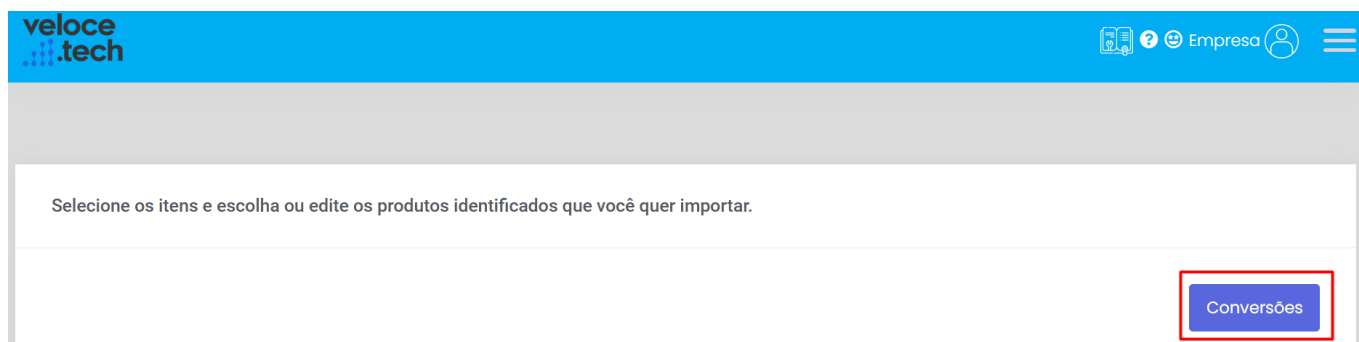 veloce
.tech
? Empresa
Selecione os itens e escolha ou edite os produtos identificados que você quer importar.
Conversões